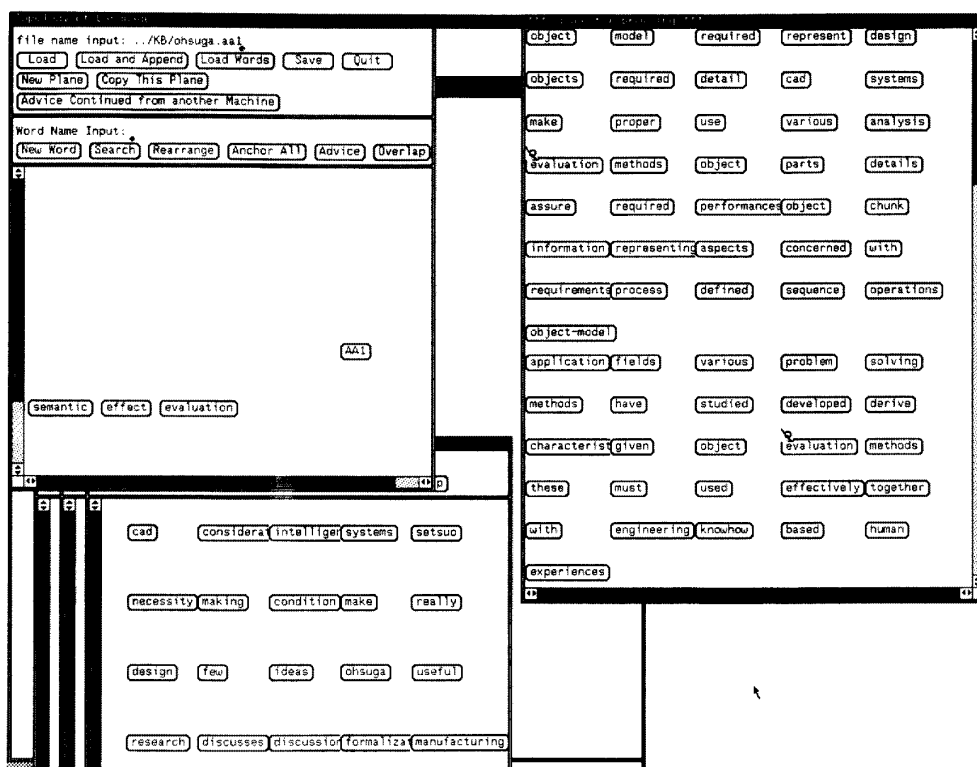 file name input: ../KB/ohsuga.aa1
Load Load and Append Load Words Save Quit
New Plane Copy This Plane
Advice Continued from another Machine
Word Name Input:
New Word Search Rearrange Anchor All Advice Overlap
AA1
semantic effect evaluation
p
cad considerat intelliger systems setsuo
necessity making condition make really
design few ideas ohsuga useful
research discusses discussion formalizat manufacturing
object model required represent design
objects required detail cad systems
make proper use various analysis
evaluation methods object parts details
assure required performances object chunk
information representing aspects concerned with
requirements process defined sequence operations
object-model
application fields various problem solving
methods have studied developed derive
characterist given object evaluation methods
these must used effectively together
with engineering knowhow based human
experiences